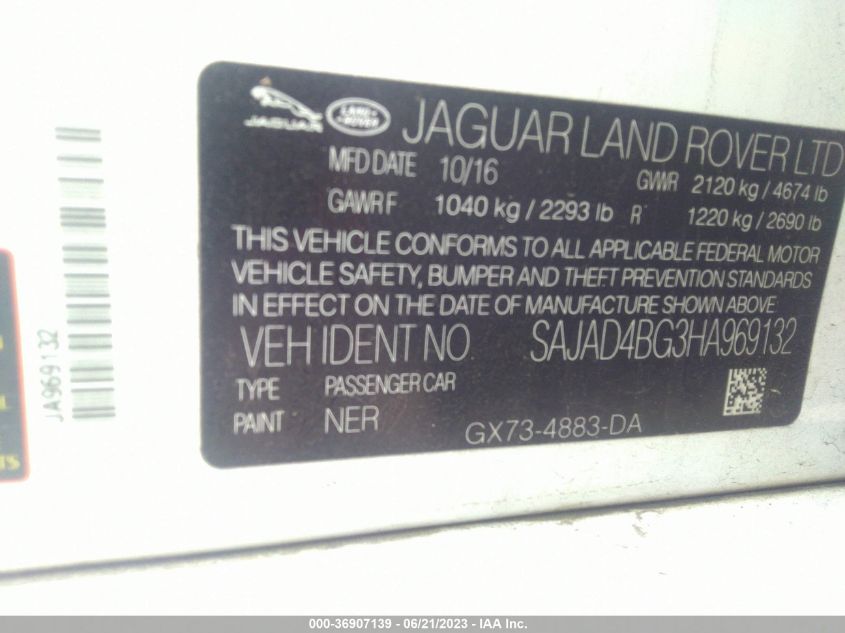 JAGUAR
LAND
ROVER
JAGUAR LAND ROVER LTD
MFD DATE 10/16 GVWR 2120 kg / 4674 lb
GAWR F 1040 kg / 2293 lb R 1220 kg / 2690 lb
THIS VEHICLE CONFORMS TO ALL APPLICABLE FEDERAL MOTOR
VEHICLE SAFETY, BUMPER AND THEFT PREVENTION STANDARDS
IN EFFECT ON THE DATE OF MANUFACTURE SHOWN ABOVE
VEH IDENT NO SAJAD4BG3HA969132
TYPE PASSENGER CAR
PAINT NER
GX73-4883-DA
JA969132
000-36907139 - 06/21/2023 - IAA Inc.